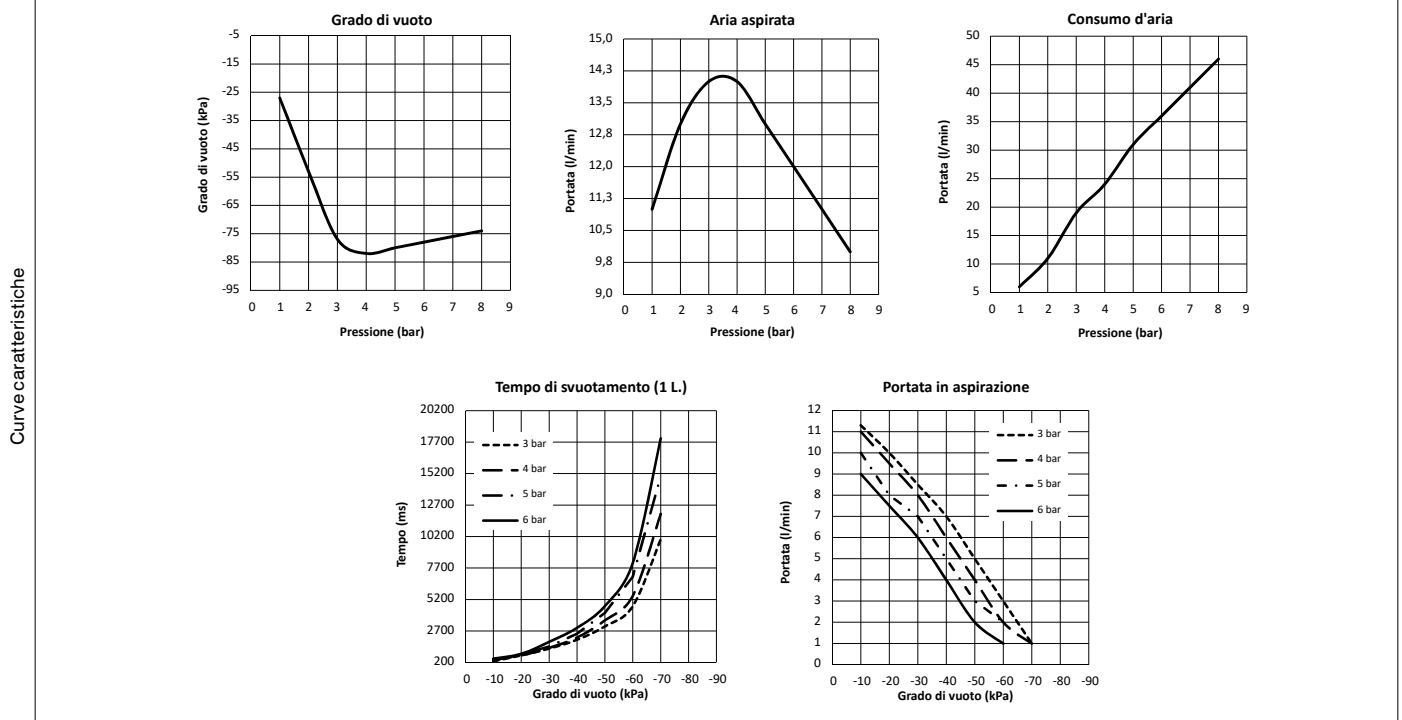 Curve caratteristiche
Grado di vuoto
Grado di vuoto (kPa)
-5
-15
-25
-35
-45
-55
-65
-75
-85
-95
0 1 2 3 4 5 6 7 8 9
Pressione (bar)
Aria aspirata
Portata (l/min)
15,0
14,3
13,5
12,8
12,0
11,3
10,5
9,8
9,0
0 1 2 3 4 5 6 7 8 9
Pressione (bar)
Consumo d'aria
Portata (l/min)
50
45
40
35
30
25
20
15
10
5
0 1 2 3 4 5 6 7 8 9
Pressione (bar)
Tempo di svuotamento (1 L.)
Tempo (ms)
20200
17700
15200
12700
10200
7700
5200
2700
200
3 bar
4 bar
5 bar
6 bar
0 -10 -20 -30 -40 -50 -60 -70 -80 -90
Grado di vuoto (kPa)
Portata in aspirazione
Portata (l/min)
12
11
10
9
8
7
6
5
4
3
2
1
0
3 bar
4 bar
5 bar
6 bar
0 -10 -20 -30 -40 -50 -60 -70 -80 -90
Grado di vuoto (kPa)